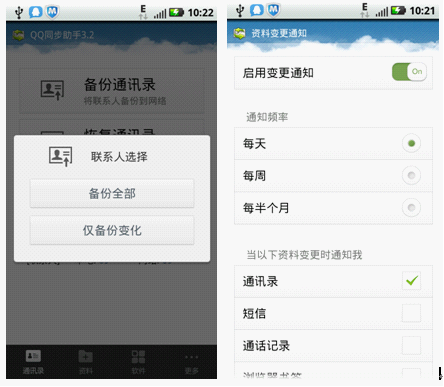 E
10:22
QQ同步助手3.2
备份通讯录
将联系人备份到网络
恢复通讯录
联系人选择
备份全部
仅备份变化
通讯录
资料
软件
更多
E
10:21
资料变更通知
启用变更通知
On
通知频率
每天
每周
每半个月
当以下资料变更时通知我
通讯录
短信
通话记录
浏览器书签